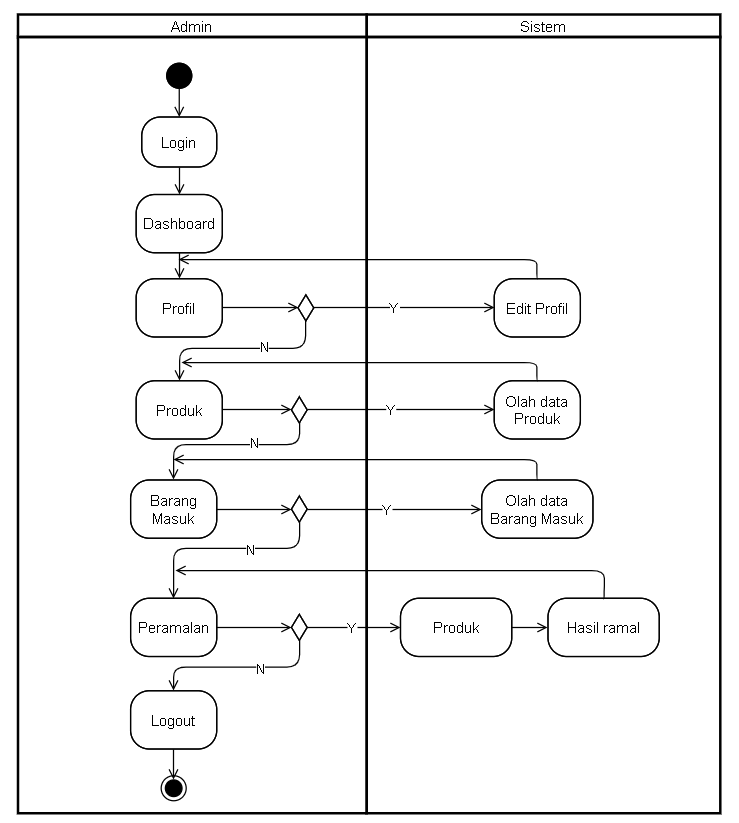 Admin
Sistem
Login
Dashboard
Profil
Y
Edit Profil
N
Produk
Y
Olah data
Produk
N
Barang
Masuk
Y
Olah data
Barang Masuk
N
Peramalan
Y
Produk
Hasil ramal
N
Logout